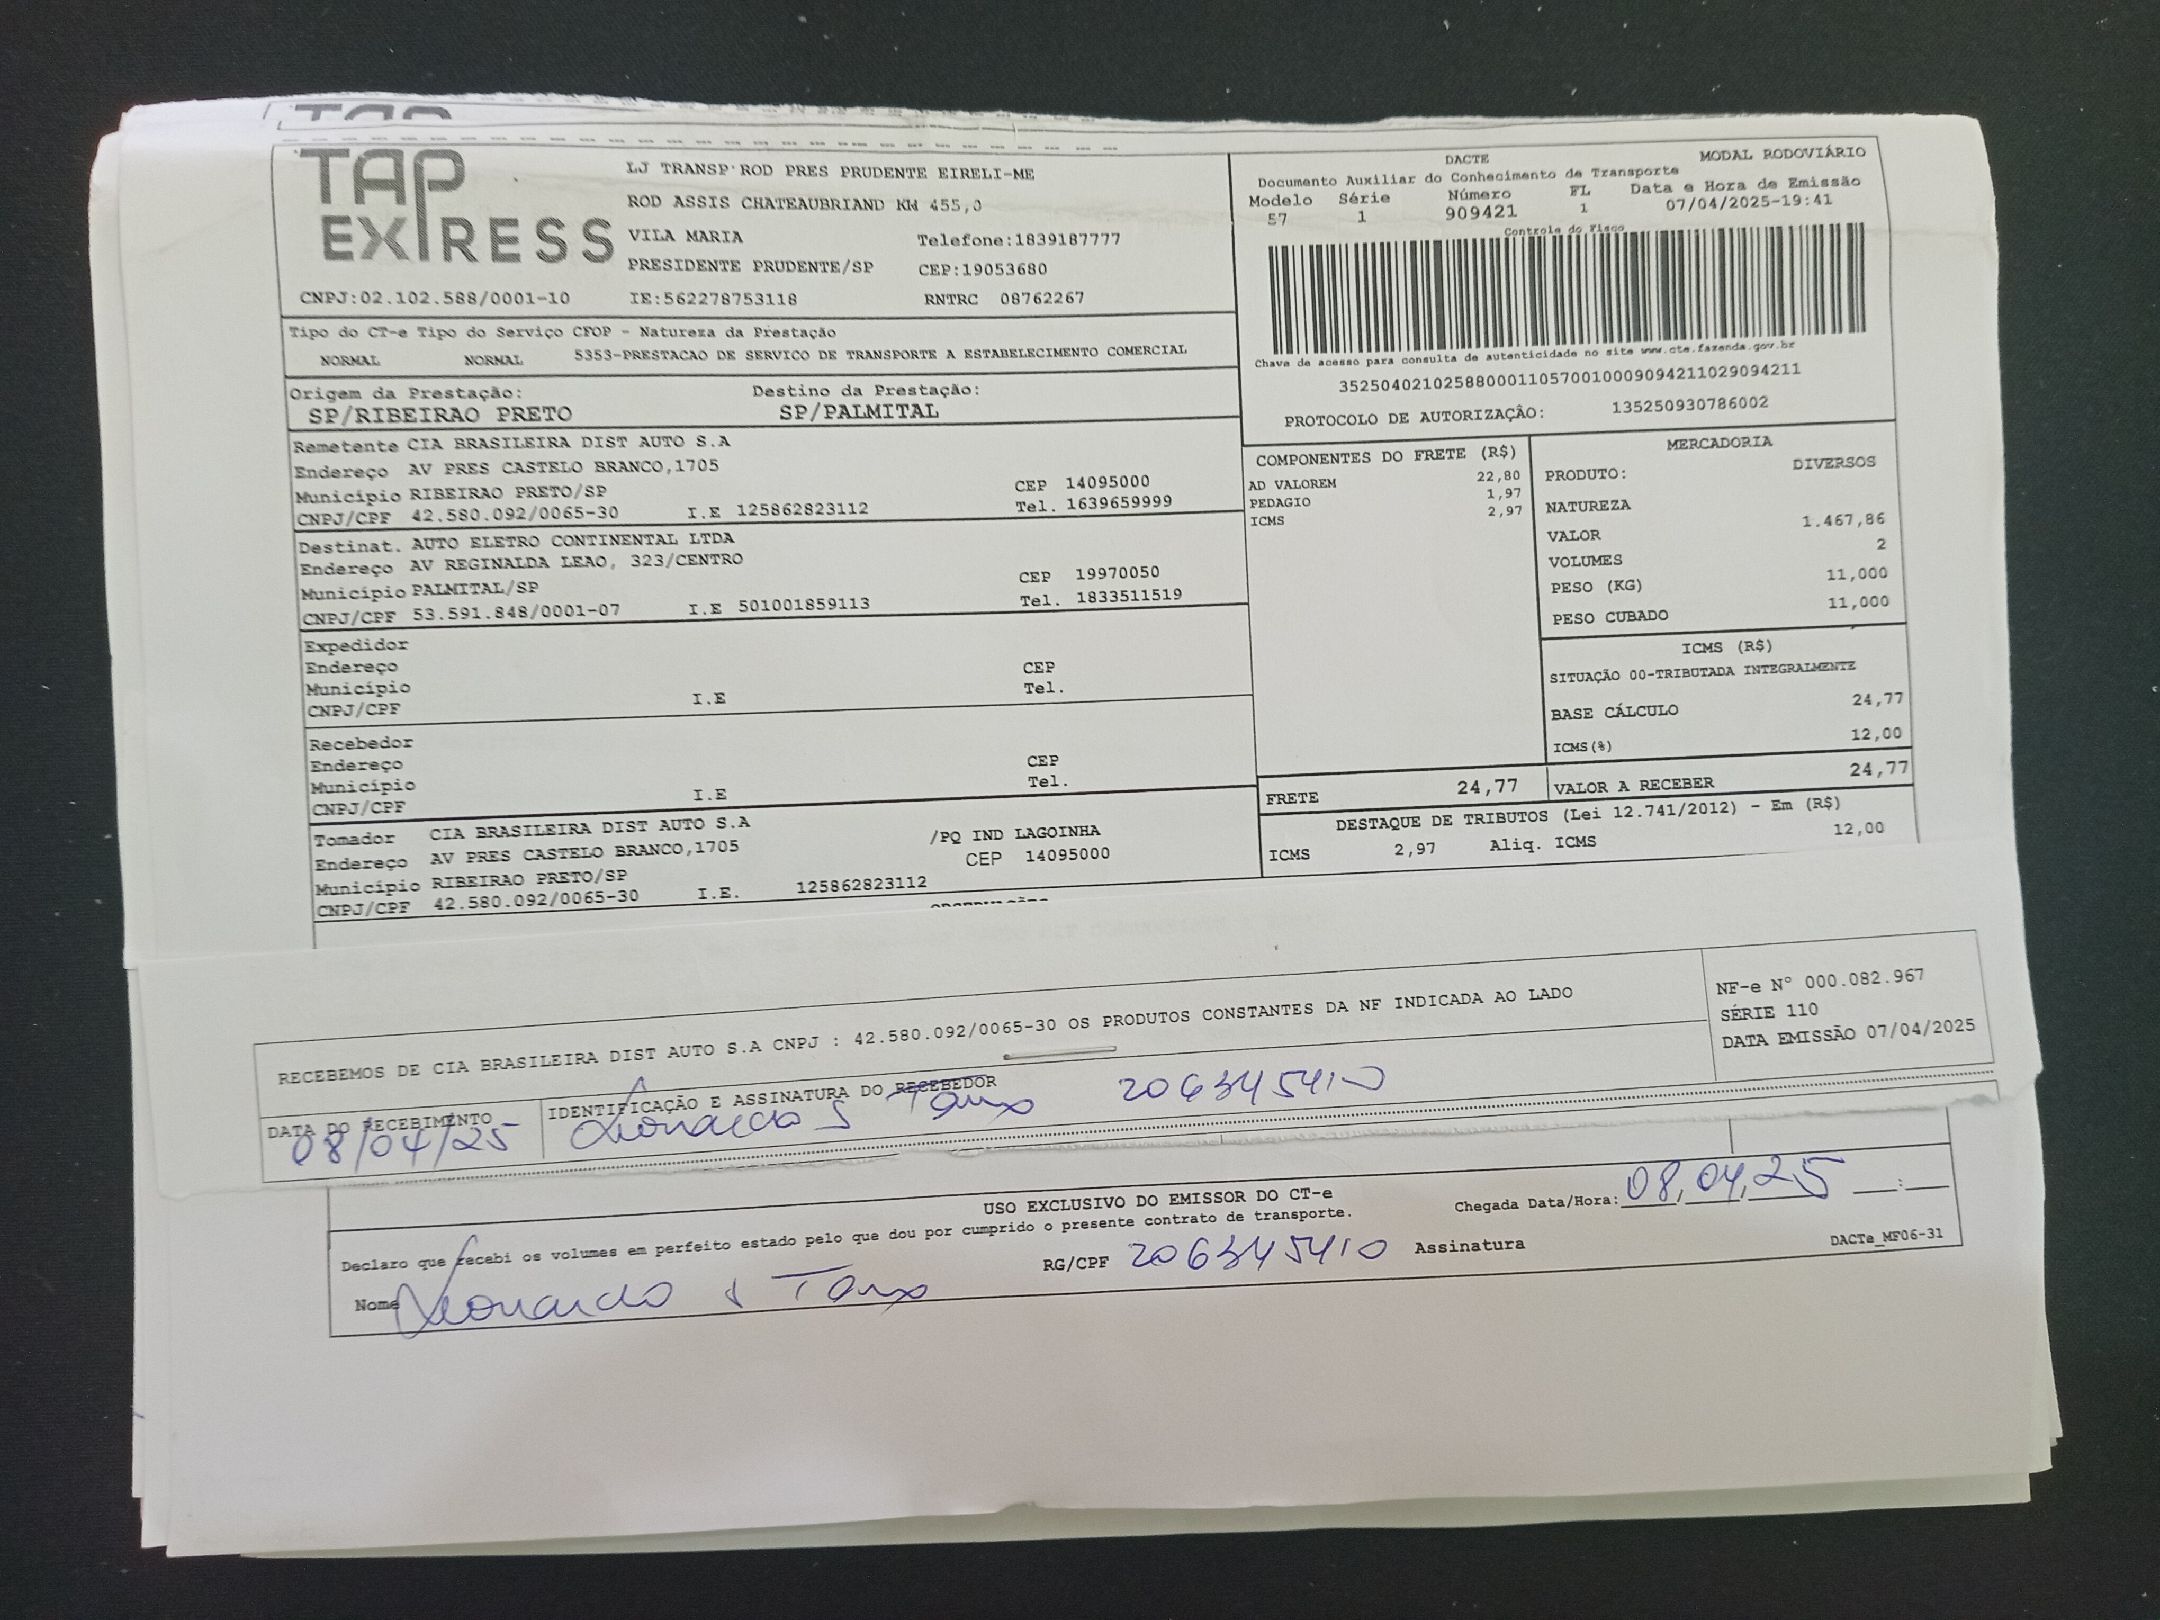 TAP
TAP EXPRESS
LJ TRANSP ROD PRES PRUDENTE EIRELI-ME
ROD ASSIS CHATEAUBRIAND KM 455,0
VILA MARIA Telefone:1839187777
PRESIDENTE PRUDENTE/SP CEP:19053680
CNPJ:02.102.588/0001-10 IE:562278753118 RNTRC 08762267
DACTE MODAL RODOVIÁRIO
Documento Auxiliar do Conhecimento de Transporte
Modelo Série Número FL Data e Hora de Emissão
57 1 909421 1 07/04/2025-19:41
Controle do Fisco
Chave de acesso para consulta de autenticidade no site www.cte.fazenda.gov.br
35250402102588000110570010009094211029094211
PROTOCOLO DE AUTORIZAÇÃO: 135250930786002
Tipo do CT-e Tipo do Serviço CFOP - Natureza da Prestação
NORMAL NORMAL 5353-PRESTACAO DE SERVICO DE TRANSPORTE A ESTABELECIMENTO COMERCIAL
Origem da Prestação: Destino da Prestação:
SP/RIBEIRAO PRETO SP/PALMITAL
Remetente CIA BRASILEIRA DIST AUTO S.A
Endereço AV PRES CASTELO BRANCO,1705
Município RIBEIRAO PRETO/SP CEP 14095000
CNPJ/CPF 42.580.092/0065-30 I.E 125862823112 Tel. 1639659999
Destinat. AUTO ELETRO CONTINENTAL LTDA
Endereço AV REGINALDA LEAO, 323/CENTRO
Município PALMITAL/SP CEP 19970050
CNPJ/CPF 53.591.848/0001-07 I.E 501001859113 Tel. 1833511519
Expedidor
Endereço CEP
Município Tel.
CNPJ/CPF I.E
Recebedor
Endereço CEP
Município Tel.
CNPJ/CPF I.E
Tomador CIA BRASILEIRA DIST AUTO S.A
Endereço AV PRES CASTELO BRANCO,1705 /PQ IND LAGOINHA
Município RIBEIRAO PRETO/SP CEP 14095000
CNPJ/CPF 42.580.092/0065-30 I.E. 125862823112
COMPONENTES DO FRETE (R$)
AD VALOREM 22,80
PEDAGIO 1,97
ICMS 2,97
MERCADORIA
PRODUTO: DIVERSOS
NATUREZA
VALOR 1.467,86
VOLUMES 2
PESO (KG) 11,000
PESO CUBADO 11,000
ICMS (R$)
SITUAÇÃO 00-TRIBUTADA INTEGRALMENTE
BASE CÁLCULO 24,77
ICMS(%) 12,00
FRETE 24,77 VALOR A RECEBER 24,77
DESTAQUE DE TRIBUTOS (Lei 12.741/2012) - Em (R$)
ICMS 2,97 Aliq. ICMS 12,00
RECEBEMOS DE CIA BRASILEIRA DIST AUTO S.A CNPJ : 42.580.092/0065-30 OS PRODUTOS CONSTANTES DA NF INDICADA AO LADO
NF-e Nº 000.082.967
SÉRIE 110
DATA EMISSÃO 07/04/2025
DATA DO RECEBIMENTO IDENTIFICAÇÃO E ASSINATURA DO RECEBEDOR
08/04/25 Leonardo S 206345410
USO EXCLUSIVO DO EMISSOR DO CT-e
Declaro que recebi os volumes em perfeito estado pelo que dou por cumprido o presente contrato de transporte.
Chegada Data/Hora: 08,04,25 :
Nome Leonardo S RG/CPF 206345410 Assinatura
DACTe_MF06-31